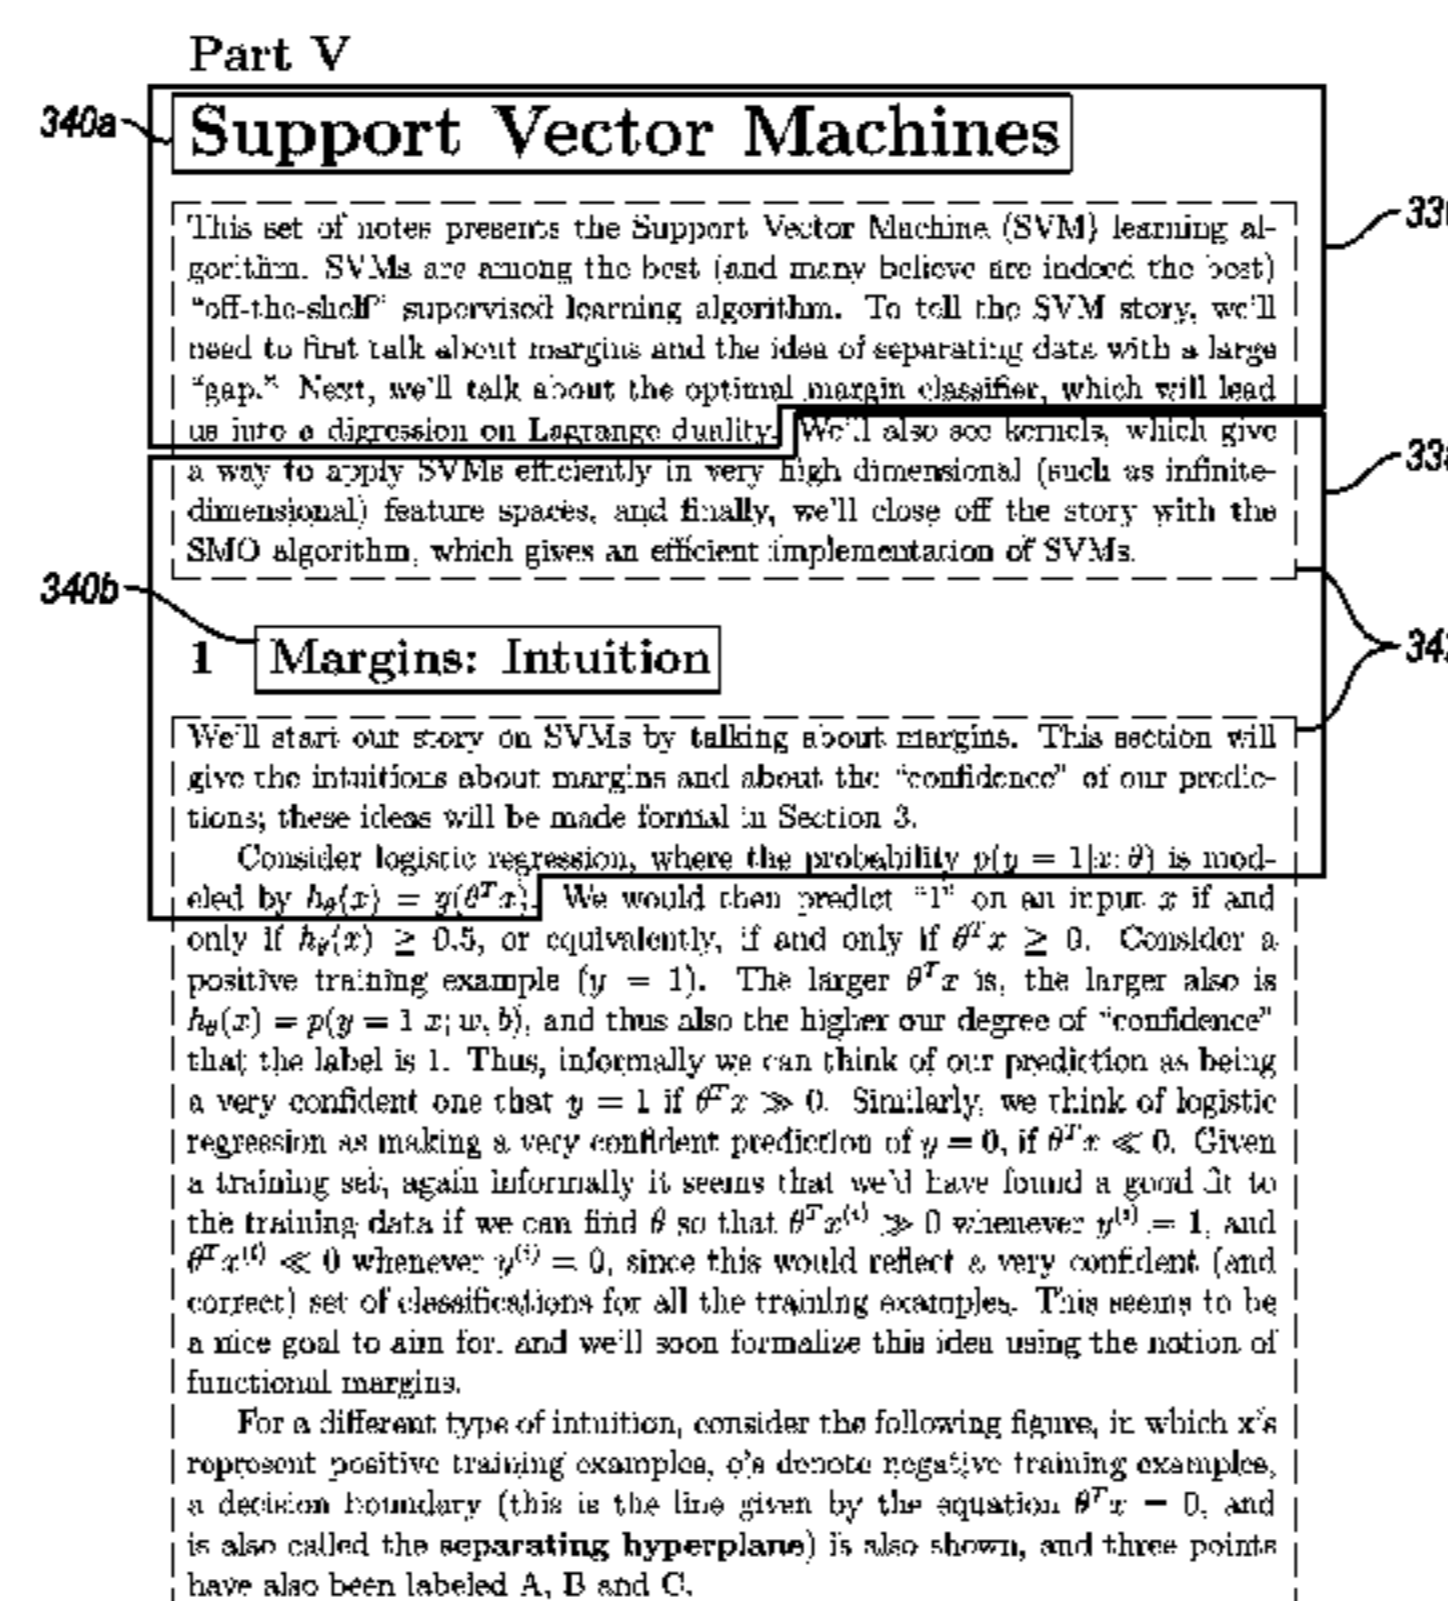 Part V
340a
Support Vector Machines
This set of notes presents the Support Vector Machine (SVM) learning al-
gorithm. SVMs are among the best (and many believe are indeed the best)
"off-the-shelf" supervised learning algorithm. To tell the SVM story, we'll
need to first talk about margins and the idea of separating data with a large
"gap." Next, we'll talk about the optimal margin classifier, which will lead
us into a digression on Lagrange duality. We'll also see kernels, which give
a way to apply SVMs efficiently in very high dimensional (such as infinite-
dimensional) feature spaces, and finally, we'll close off the story with the
SMO algorithm, which gives an efficient implementation of SVMs.
340b
1 Margins: Intuition
We'll start our story on SVMs by talking about margins. This section will
give the intuitions about margins and about the "confidence" of our predic-
tions; these ideas will be made formal in Section 3.
Consider logistic regression, where the probability p(y = 1|x; θ) is mod-
eled by hθ(x) = g(θᵀx). We would then predict "1" on an input x if and
only if hθ(x) ≥ 0.5, or equivalently, if and only if θᵀx ≥ 0. Consider a
positive training example (y = 1). The larger θᵀx is, the larger also is
hθ(x) = p(y = 1 x; w, b), and thus also the higher our degree of "confidence"
that the label is 1. Thus, informally we can think of our prediction as being
a very confident one that y = 1 if θᵀx ≫ 0. Similarly, we think of logistic
regression as making a very confident prediction of y = 0, if θᵀx ≪ 0. Given
a training set, again informally it seems that we'd have found a good fit to
the training data if we can find θ so that θᵀx⁽ⁱ⁾ ≫ 0 whenever y⁽ⁱ⁾ = 1, and
θᵀx⁽ⁱ⁾ ≪ 0 whenever y⁽ⁱ⁾ = 0, since this would reflect a very confident (and
correct) set of classifications for all the training examples. This seems to be
a nice goal to aim for, and we'll soon formalize this idea using the notion of
functional margins.
For a different type of intuition, consider the following figure, in which x's
represent positive training examples, o's denote negative training examples,
a decision boundary (this is the line given by the equation θᵀx = 0, and
is also called the separating hyperplane) is also shown, and three points
have also been labeled A, B and C.